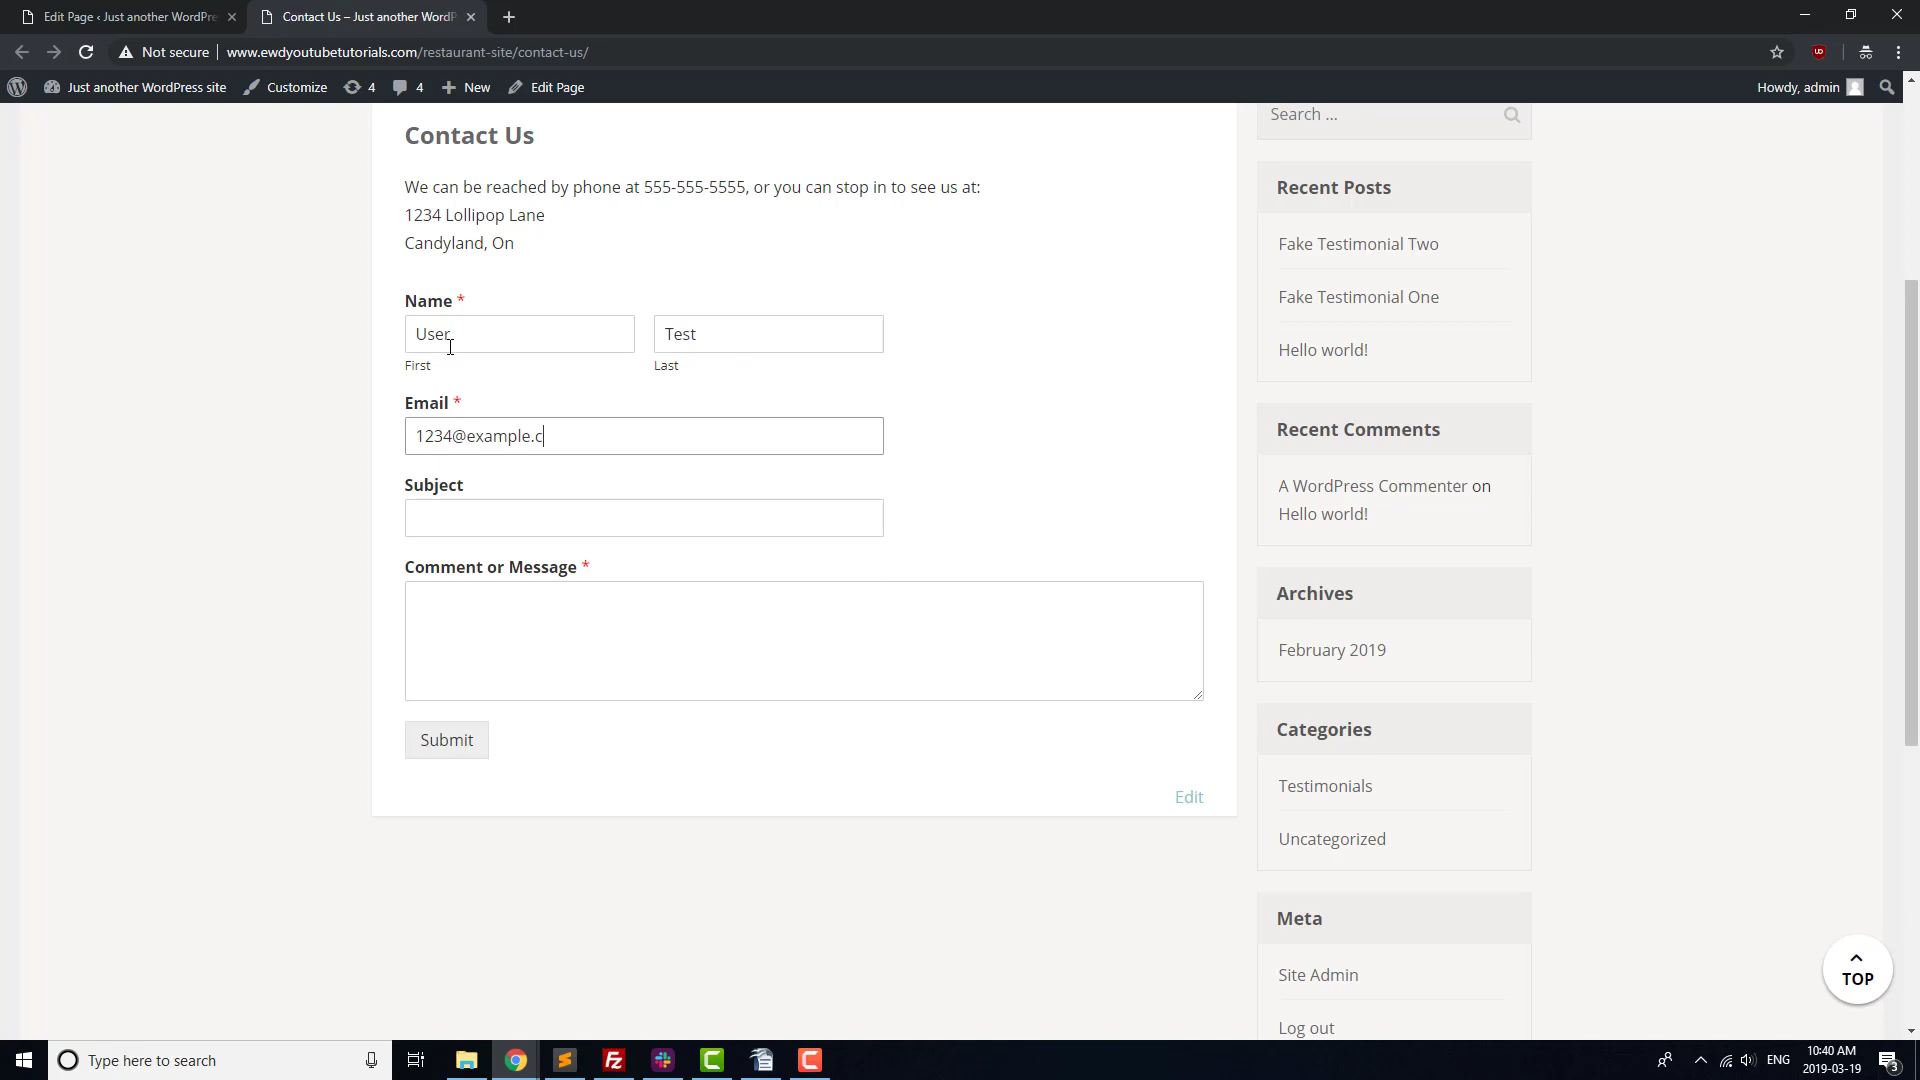 Edit Page ‹ Just another WordPre
Contact Us – Just another WordP
Not secure
www.ewdyoutubetutorials.com/restaurant-site/contact-us/
Just another WordPress site
Customize
4
4
New
Edit Page
Howdy, admin
Contact Us
We can be reached by phone at 555-555-5555, or you can stop in to see us at:
1234 Lollipop Lane
Candyland, On
Name *
User
Test
First
Last
Email *
1234@example.c
Subject
Comment or Message *
Submit
Edit
Search ...
Recent Posts
Fake Testimonial Two
Fake Testimonial One
Hello world!
Recent Comments
A WordPress Commenter on
Hello world!
Archives
February 2019
Categories
Testimonials
Uncategorized
Meta
Site Admin
Log out
TOP
Type here to search
ENG
10:40 AM
2019-03-19
3